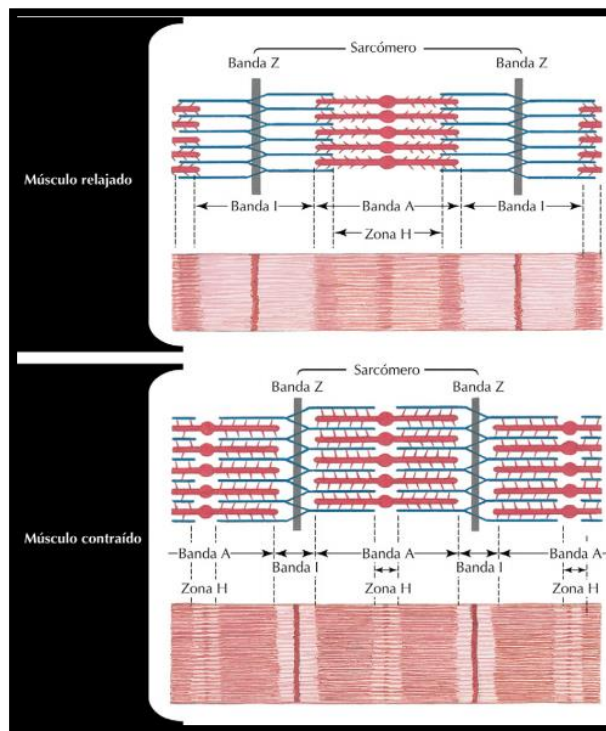 Sarcómero
Banda Z Banda Z
Músculo relajado
Banda I Banda A Banda I
Zona H
Sarcómero
Banda Z Banda Z
Músculo contraído
Banda A Banda A Banda A
Banda I Banda I
Zona H Zona H Zona H